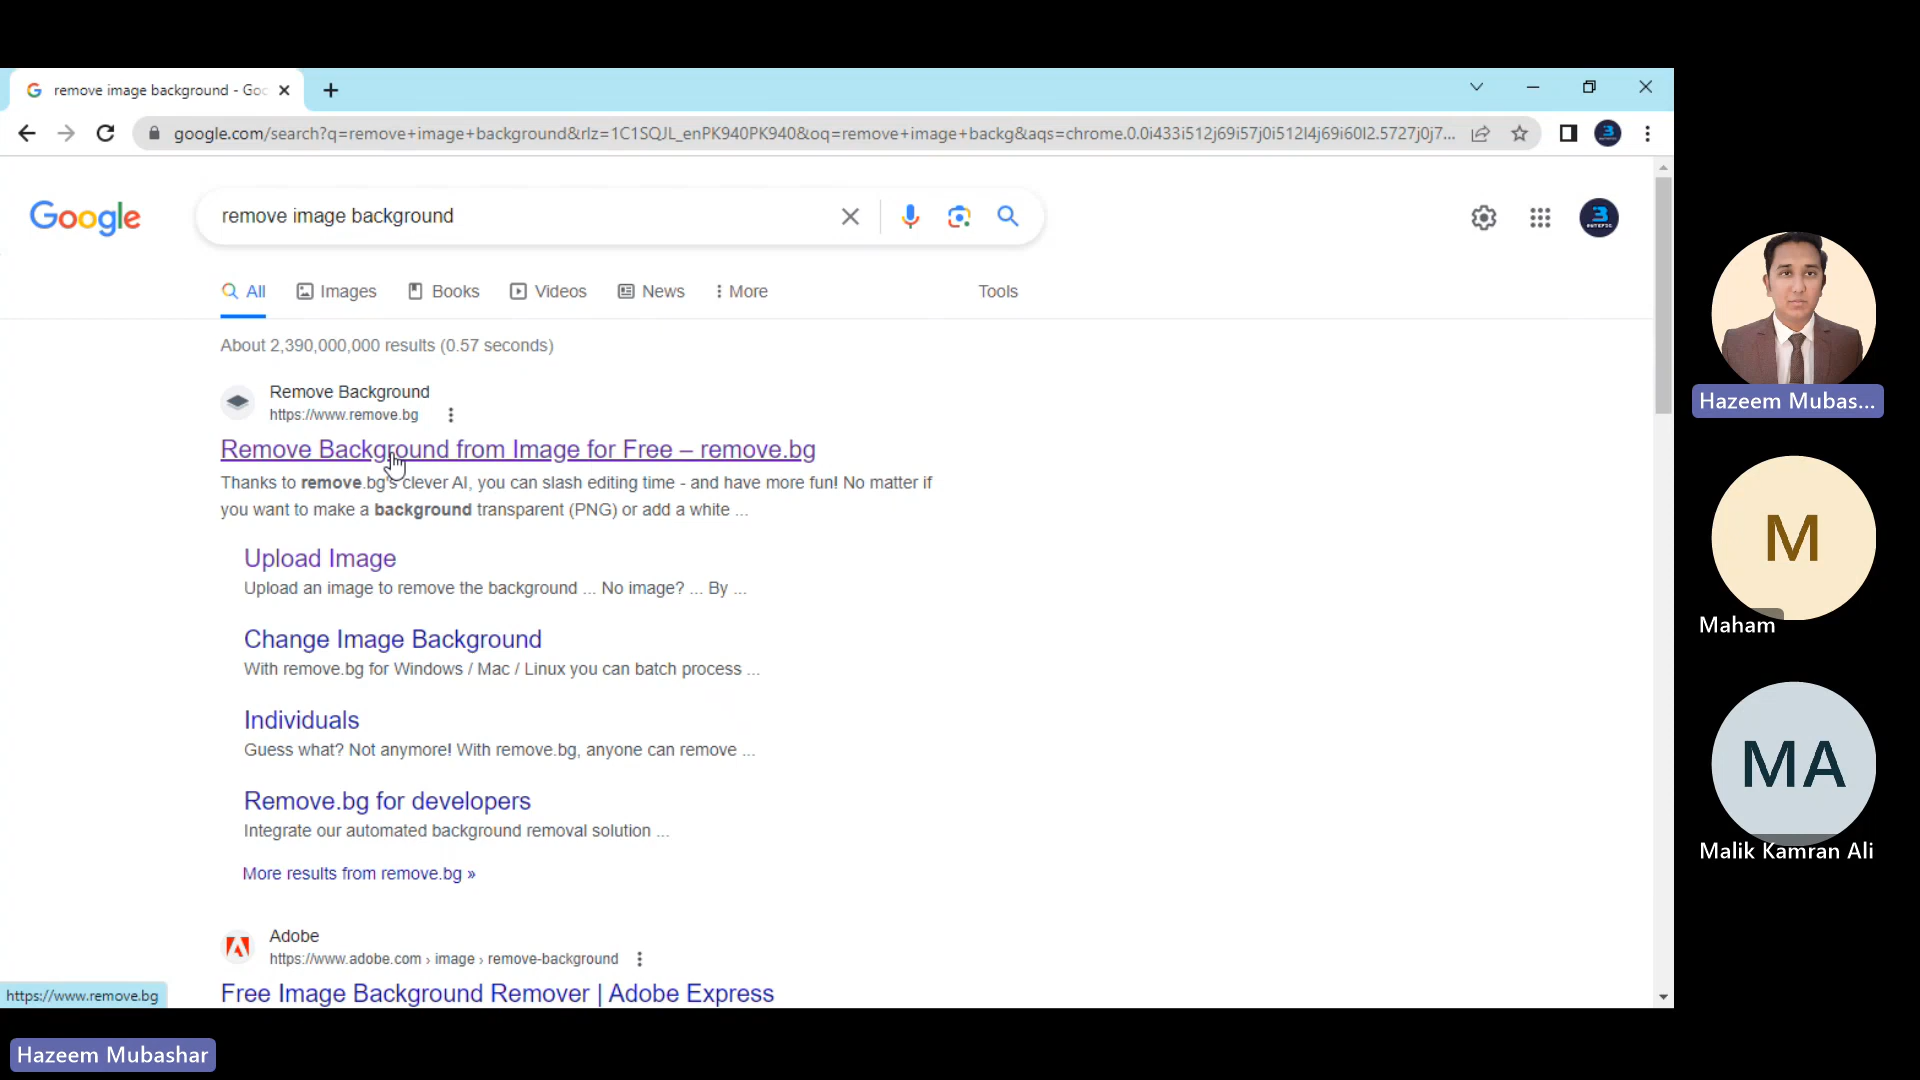 remove image background - Goo
google.com/search?q=remove+image+background&rlz=1C1SQJL_enPK940PK940&oq=remove+image+backg&aqs=chrome.0.0i433i512j69i57j0i512l4j69i60l2.5727j0j7...
Google
remove image background
All
Images
Books
Videos
News
More
Tools
About 2,390,000,000 results (0.57 seconds)
Remove Background
https://www.remove.bg
Remove Background from Image for Free – remove.bg
Thanks to remove.bg's clever AI, you can slash editing time - and have more fun! No matter if
you want to make a background transparent (PNG) or add a white ...
Upload Image
Upload an image to remove the background ... No image? ... By ...
Change Image Background
With remove.bg for Windows / Mac / Linux you can batch process ...
Individuals
Guess what? Not anymore! With remove.bg, anyone can remove ...
Remove.bg for developers
Integrate our automated background removal solution ...
More results from remove.bg »
Adobe
https://www.adobe.com › image › remove-background
Free Image Background Remover | Adobe Express
https://www.remove.bg
Hazeem Mubashar
Hazeem Mubas...
M
Maham
MA
Malik Kamran Ali